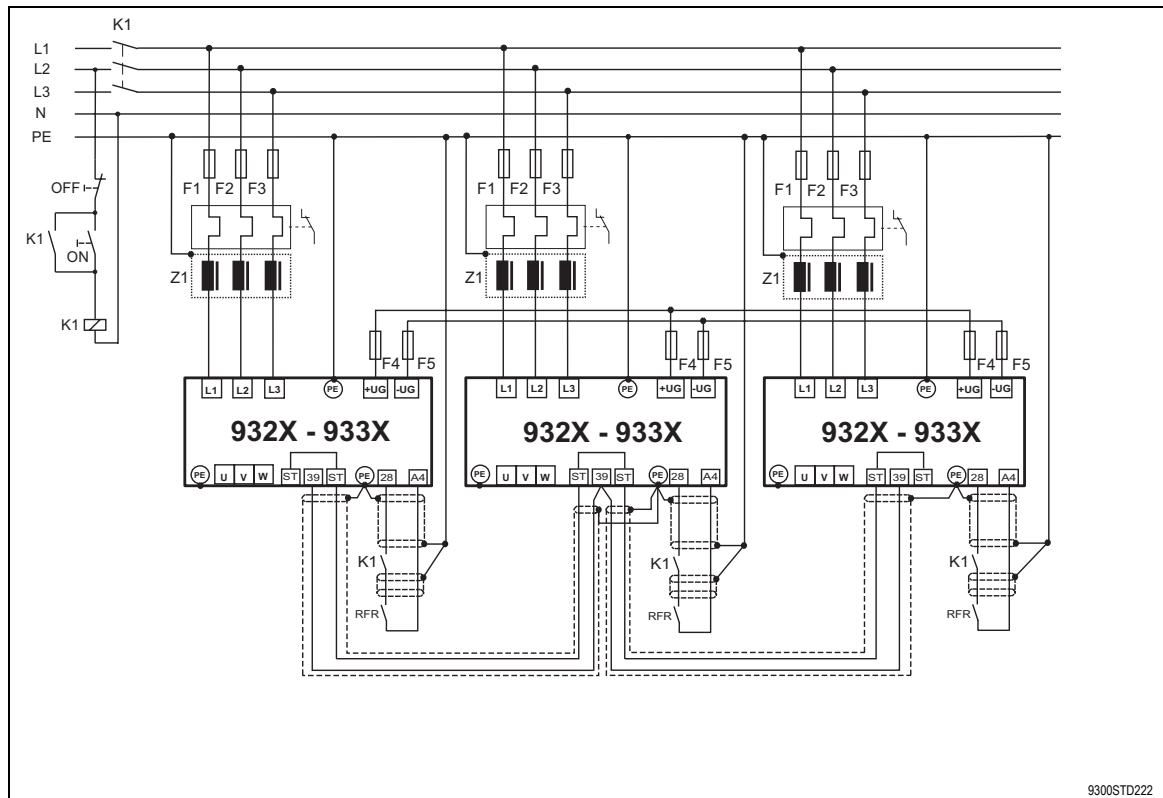 K1
L1
L2
L3
N
PE
OFF
K1
ON
K1
F1 F2 F3
Z1
F4 F5
L1 L2 L3 PE +UG -UG
932X - 933X
PE U V W ST 39 ST PE 28 A4
K1
RFR
F1 F2 F3
Z1
F4 F5
L1 L2 L3 PE +UG -UG
932X - 933X
PE U V W ST 39 ST PE 28 A4
K1
RFR
F1 F2 F3
Z1
F4 F5
L1 L2 L3 PE +UG -UG
932X - 933X
PE U V W ST 39 ST PE 28 A4
K1
RFR
9300STD222